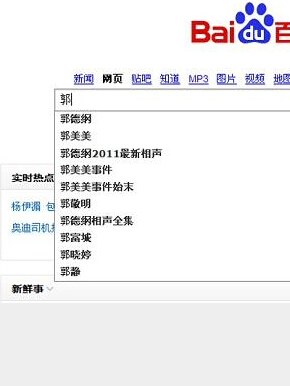 Bai du 百
新闻 网页 贴吧 知道 MP3 图片 视频 地图
郭
郭德纲
郭美美
郭德纲2011最新相声
实时热点
郭美美事件
郭美美事件始末
杨伊湄 包
郭敬明
奥迪司机
郭德纲相声全集
郭富城
郭晓婷
郭静
新鲜事